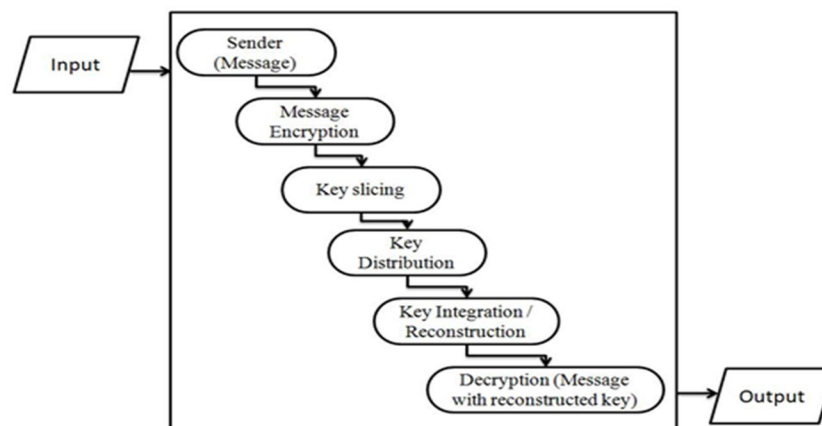 Input
Sender
(Message)
Message
Encryption
Key slicing
Key
Distribution
Key Integration /
Reconstruction
Decryption (Message
with reconstructed key)
Output